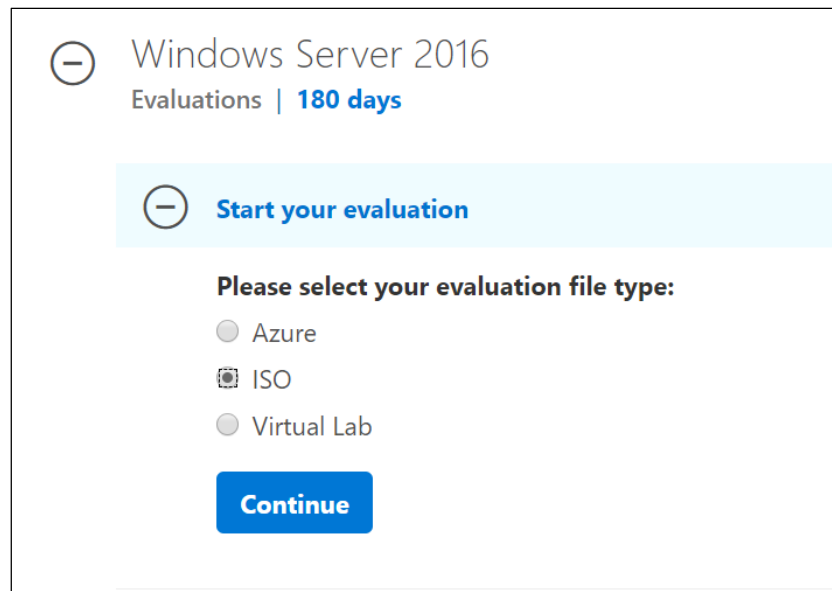 Windows Server 2016
Evaluations | 180 days
Start your evaluation
Please select your evaluation file type:
Azure
ISO
Virtual Lab
Continue